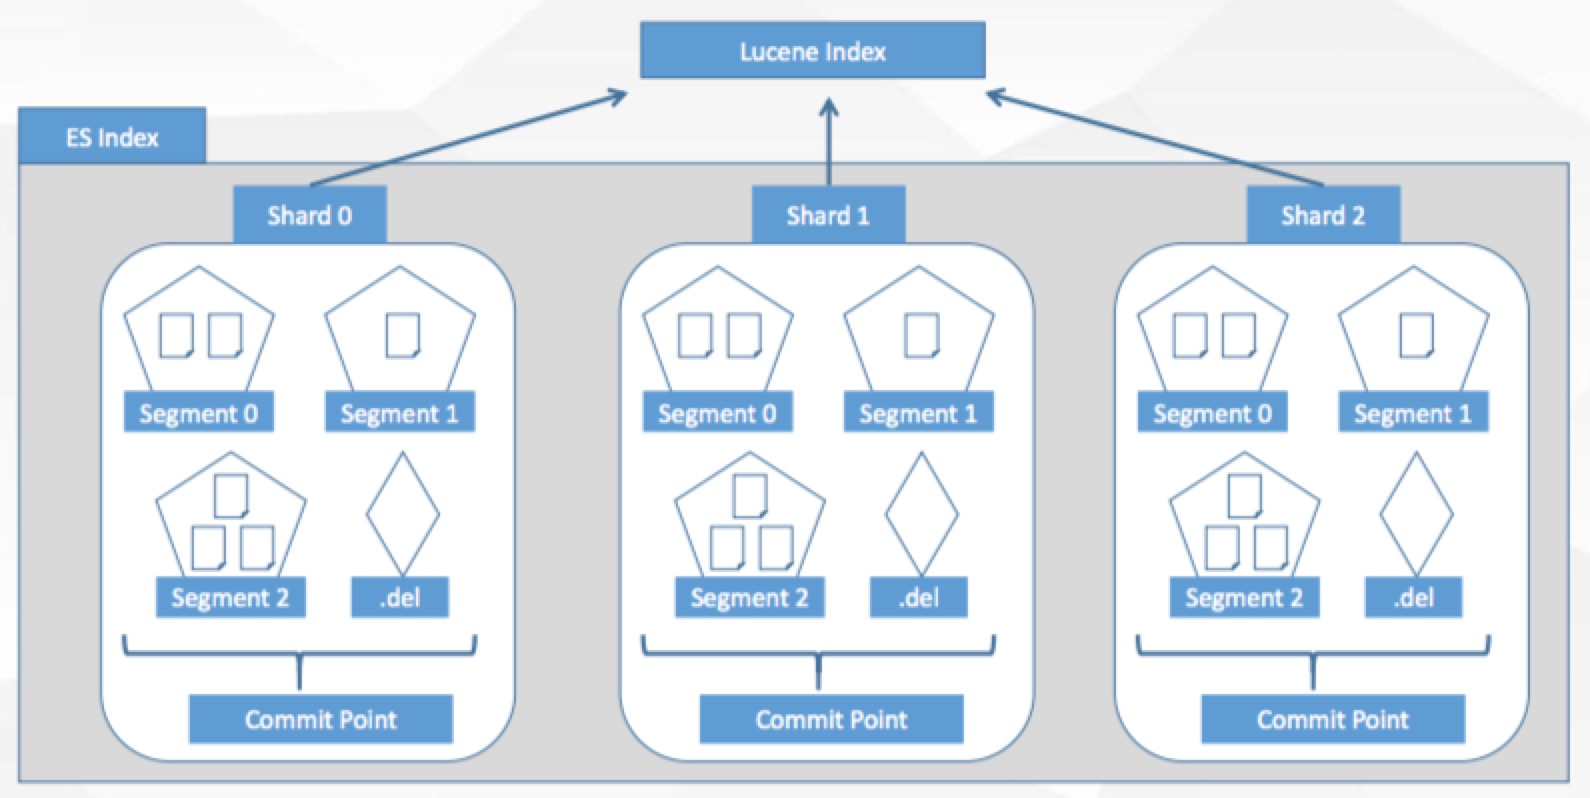 Lucene Index
ES Index
Shard 0
Shard 1
Shard 2
Segment 0
Segment 1
Segment 0
Segment 1
Segment 0
Segment 1
Segment 2
.del
Segment 2
.del
Segment 2
.del
Commit Point
Commit Point
Commit Point